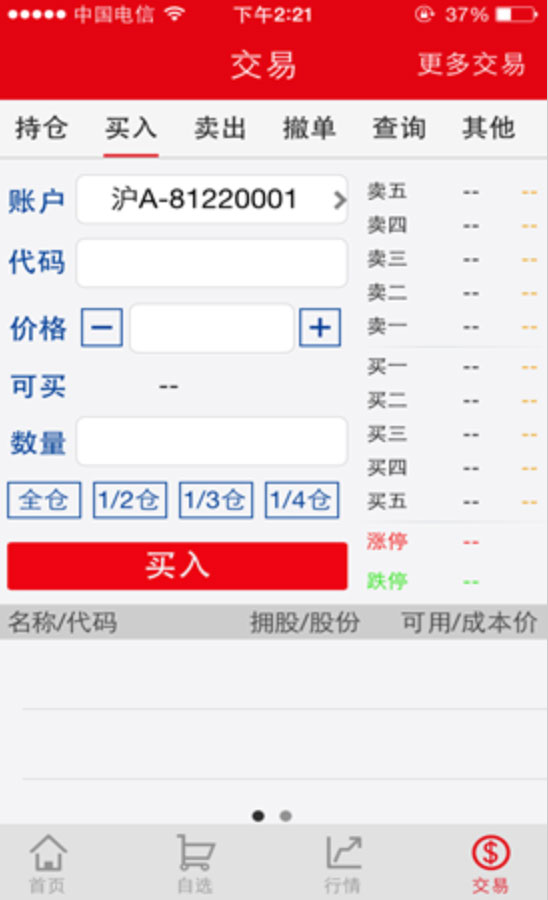 中国电信 下午2:21 37%
交易 更多交易
持仓 买入 卖出 撤单 查询 其他
账户 沪A-81220001
代码
价格 − +
可买 --
数量
全仓 1/2仓 1/3仓 1/4仓
买入
卖五 -- --
卖四 -- --
卖三 -- --
卖二 -- --
卖一 -- --
买一 -- --
买二 -- --
买三 -- --
买四 -- --
买五 -- --
涨停 --
跌停 --
名称/代码 拥股/股份 可用/成本价
首页 自选 行情 交易